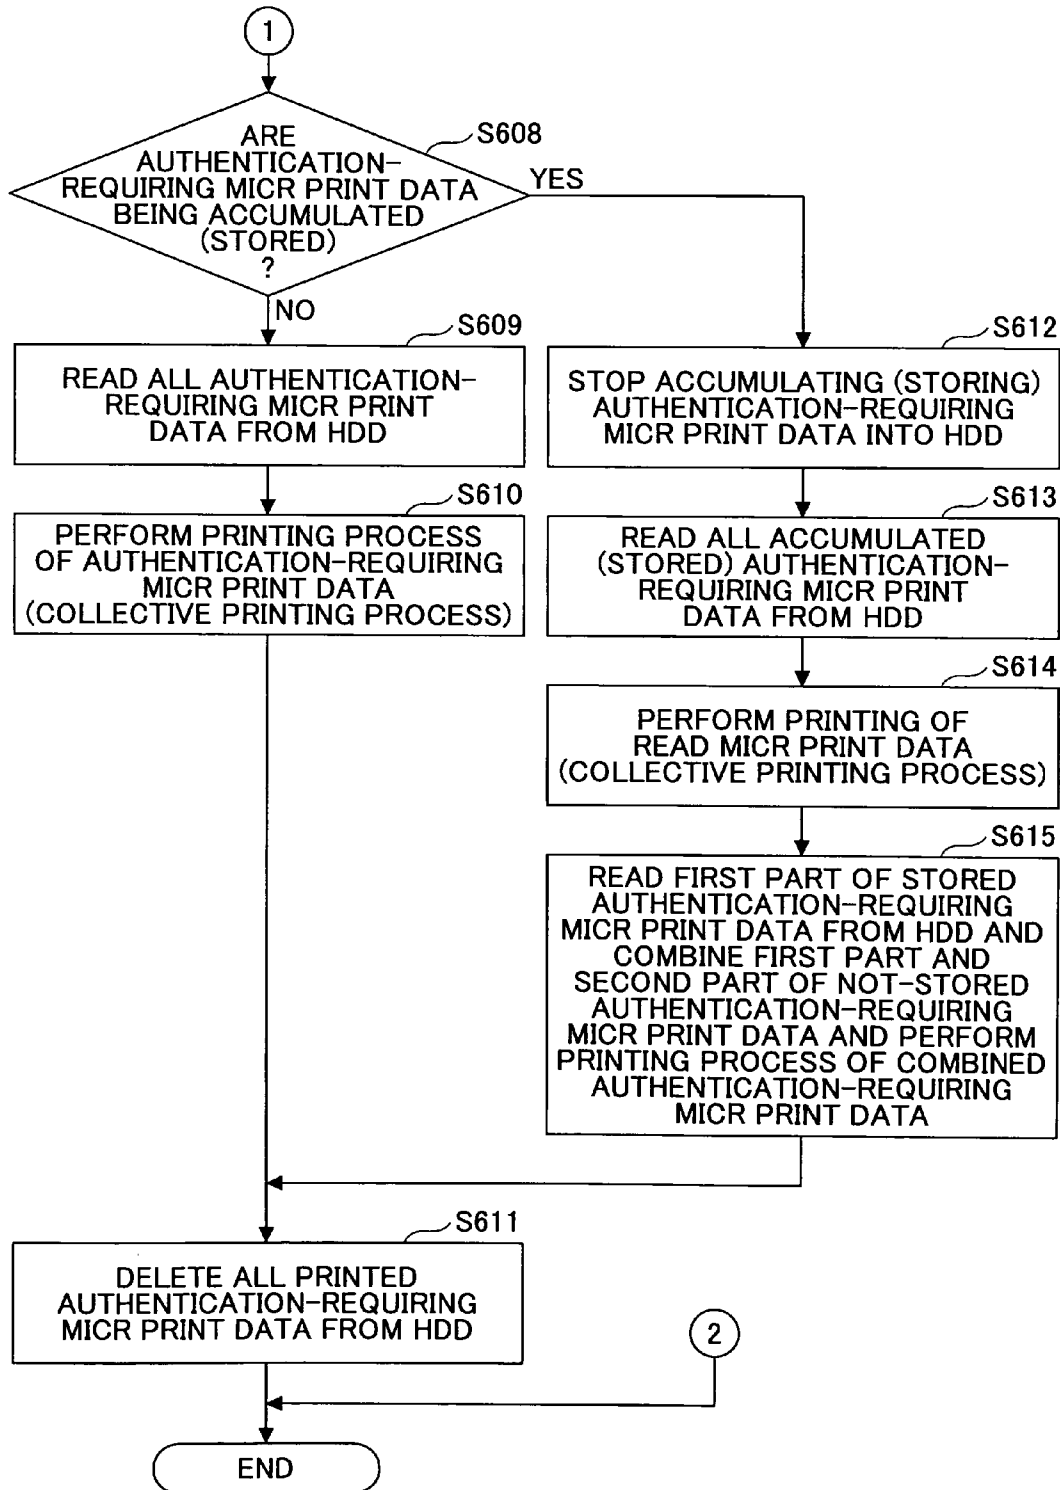 1
ARE
AUTHENTICATION-
REQUIRING MICR PRINT DATA
BEING ACCUMULATED
(STORED)
?
S608
YES
NO
S609
READ ALL AUTHENTICATION-
REQUIRING MICR PRINT
DATA FROM HDD
S610
PERFORM PRINTING PROCESS
OF AUTHENTICATION-REQUIRING
MICR PRINT DATA
(COLLECTIVE PRINTING PROCESS)
S612
STOP ACCUMULATING (STORING)
AUTHENTICATION-REQUIRING
MICR PRINT DATA INTO HDD
S613
READ ALL ACCUMULATED
(STORED) AUTHENTICATION-
REQUIRING MICR PRINT
DATA FROM HDD
S614
PERFORM PRINTING OF
READ MICR PRINT DATA
(COLLECTIVE PRINTING PROCESS)
S615
READ FIRST PART OF STORED
AUTHENTICATION-REQUIRING
MICR PRINT DATA FROM HDD AND
COMBINE FIRST PART AND
SECOND PART OF NOT-STORED
AUTHENTICATION-REQUIRING
MICR PRINT DATA AND PERFORM
PRINTING PROCESS OF COMBINED
AUTHENTICATION-REQUIRING
MICR PRINT DATA
S611
DELETE ALL PRINTED
AUTHENTICATION-REQUIRING
MICR PRINT DATA FROM HDD
2
END